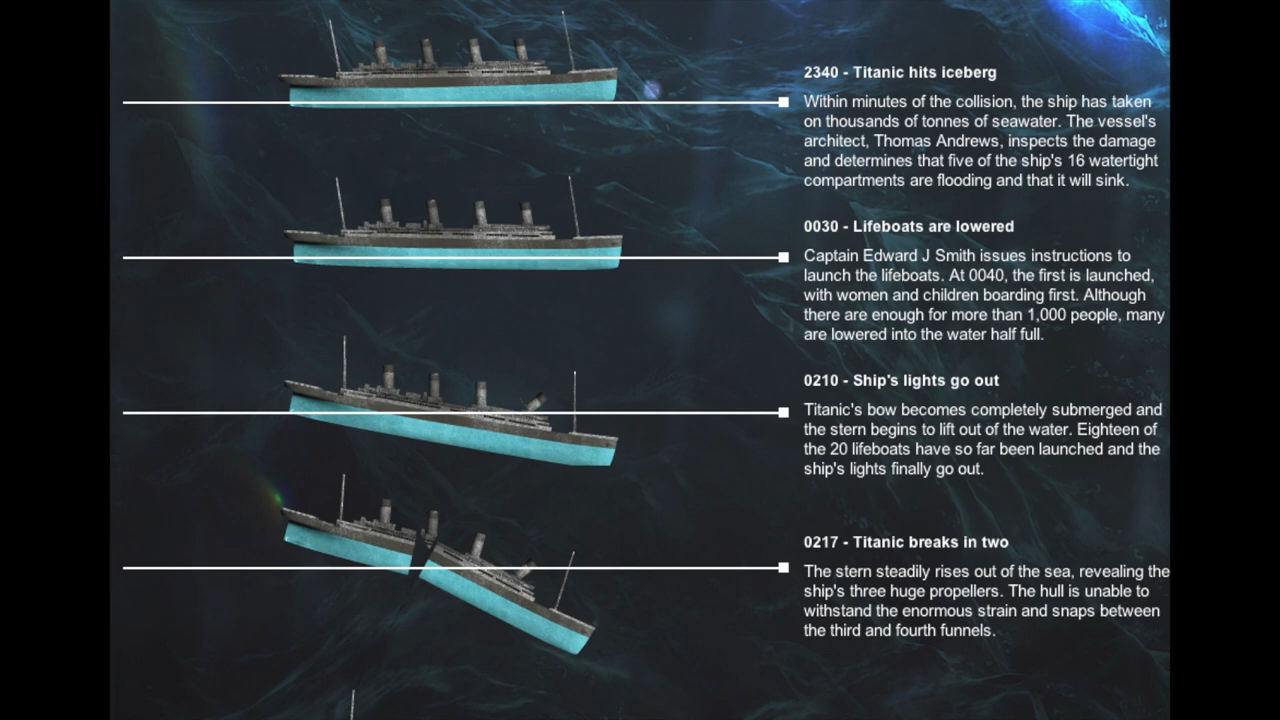 2340 - Titanic hits iceberg
Within minutes of the collision, the ship has taken
on thousands of tonnes of seawater. The vessel's
architect, Thomas Andrews, inspects the damage
and determines that five of the ship's 16 watertight
compartments are flooding and that it will sink.
0030 - Lifeboats are lowered
Captain Edward J Smith issues instructions to
launch the lifeboats. At 0040, the first is launched,
with women and children boarding first. Although
there are enough for more than 1,000 people, many
are lowered into the water half full.
0210 - Ship's lights go out
Titanic's bow becomes completely submerged and
the stern begins to lift out of the water. Eighteen of
the 20 lifeboats have so far been launched and the
ship's lights finally go out.
0217 - Titanic breaks in two
The stern steadily rises out of the sea, revealing the
ship's three huge propellers. The hull is unable to
withstand the enormous strain and snaps between
the third and fourth funnels.